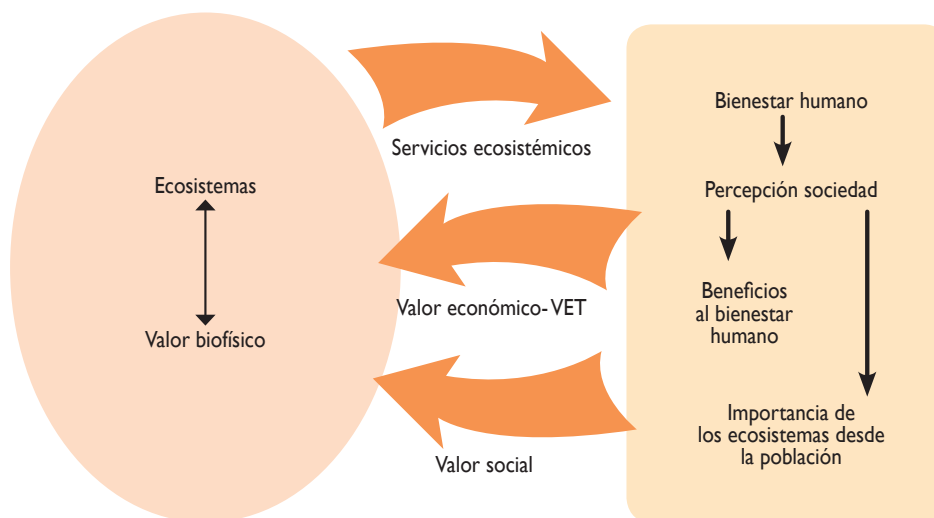 Ecosistemas
Valor biofísico
Servicios ecosistémicos
Valor económico- VET
Valor social
Bienestar humano
Percepción sociedad
Beneficios
al bienestar
humano
Importancia de
los ecosistemas desde
la población